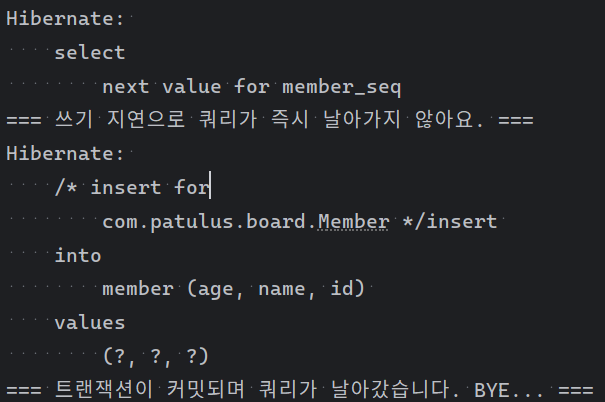 Hibernate:
select
next value for member_seq
=== 쓰기 지연으로 쿼리가 즉시 날아가지 않아요. ===
Hibernate:
/* insert for
com.patulus.board.Member */insert
into
member (age, name, id)
values
(?, ?, ?)
=== 트랜잭션이 커밋되며 쿼리가 날아갔습니다. BYE... ===